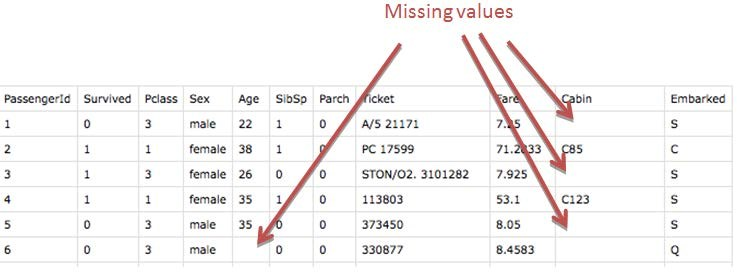 Missing values
PassengerId Survived Pclass Sex Age SibSp Parch Ticket Fare Cabin Embarked
1 0 3 male 22 1 0 A/5 21171 7.25 S
2 1 1 female 38 1 0 PC 17599 71.2833 C85 C
3 1 3 female 26 0 0 STON/O2. 3101282 7.925 S
4 1 1 female 35 1 0 113803 53.1 C123 S
5 0 3 male 35 0 0 373450 8.05 S
6 0 3 male 0 0 330877 8.4583 Q